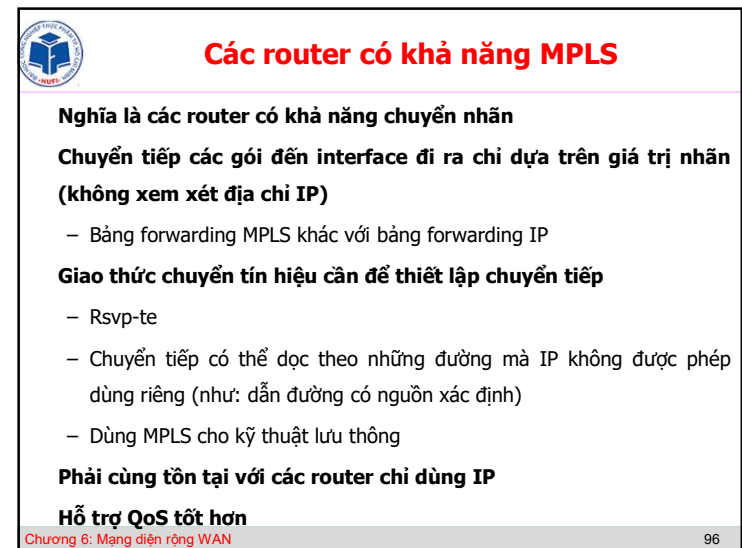 Các router có khả năng MPLS
Nghĩa là các router có khả năng chuyển nhãn
Chuyển tiếp các gói đến interface đi ra chỉ dựa trên giá trị nhãn
(không xem xét địa chỉ IP)
– Bảng forwarding MPLS khác với bảng forwarding IP
Giao thức chuyển tín hiệu cần để thiết lập chuyển tiếp
– Rsvp-te
– Chuyển tiếp có thể dọc theo những đường mà IP không được phép
dùng riêng (như: dẫn đường có nguồn xác định)
– Dùng MPLS cho kỹ thuật lưu thông
Phải cùng tồn tại với các router chỉ dùng IP
Hỗ trợ QoS tốt hơn
Chương 6: Mạng diện rộng WAN 96
HUFI